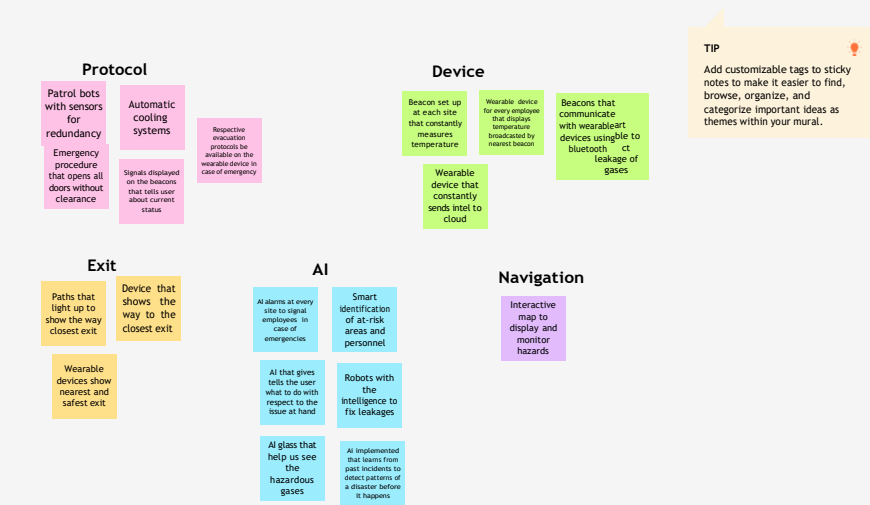 Protocol
Patrol bots
with sensors
for
redundancy
Automatic
cooling
systems
Respective
evacuation
protocols be
available on the
wearable device in
case of emergency
Emergency
procedure
that opens all
doors without
clearance
Signals displayed
on the beacons
that tells user
about current
status
Device
Beacon set up
at each site
that constantly
measures
temperature
Wearable device
for every employee
that displays
temperature
broadcasted by
nearest beacon
Beacons that
communicate
with wearable art
devices using ble to
bluetooth ct
leakage of
gases
Wearable
device that
constantly
sends intel to
cloud
TIP
Add customizable tags to sticky
notes to make it easier to find,
browse, organize, and
categorize important ideas as
themes within your mural.
Exit
Paths that
light up to
show the way
closest exit
Device that
shows the
way to the
closest exit
Wearable
devices show
nearest and
safest exit
AI
AI alarms at every
site to signal
employees in
case of
emergencies
Smart
identification
of at-risk
areas and
personnel
AI that gives
tells the user
what to do with
respect to the
issue at hand
Robots with
the
intelligence to
fix leakages
AI glass that
help us see
the
hazardous
gases
Ai implemented
that learns from
past incidents to
detect patterns of
a disaster before
it happens
Navigation
Interactive
map to
display and
monitor
hazards